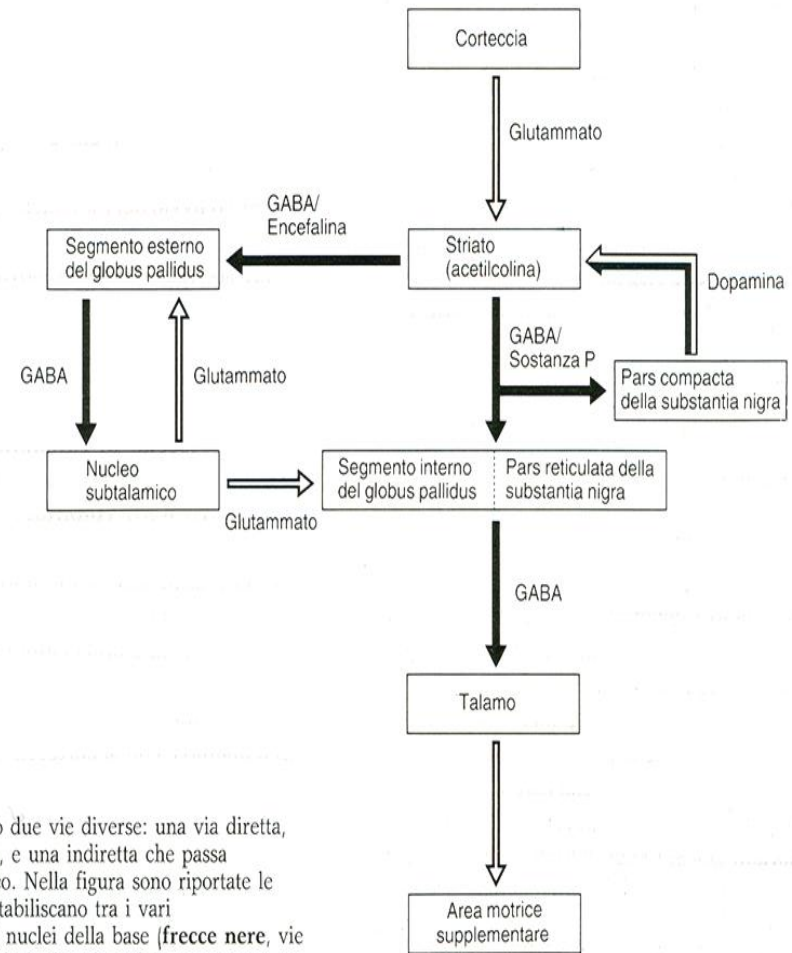 Corteccia
Glutammato
GABA/
Encefalina
Segmento esterno
del globus pallidus
Striato
(acetilcolina)
Dopamina
GABA/
Sostanza P
GABA
Glutammato
Pars compacta
della substantia nigra
Nucleo
subtalamico
Segmento interno
del globus pallidus
Pars reticulata della
substantia nigra
Glutammato
GABA
Talamo
due vie diverse: una via diretta,
, e una indiretta che passa
o. Nella figura sono riportate le
tabiliscano tra i vari
nuclei della base (frecce nere, vie
Area motrice
supplementare